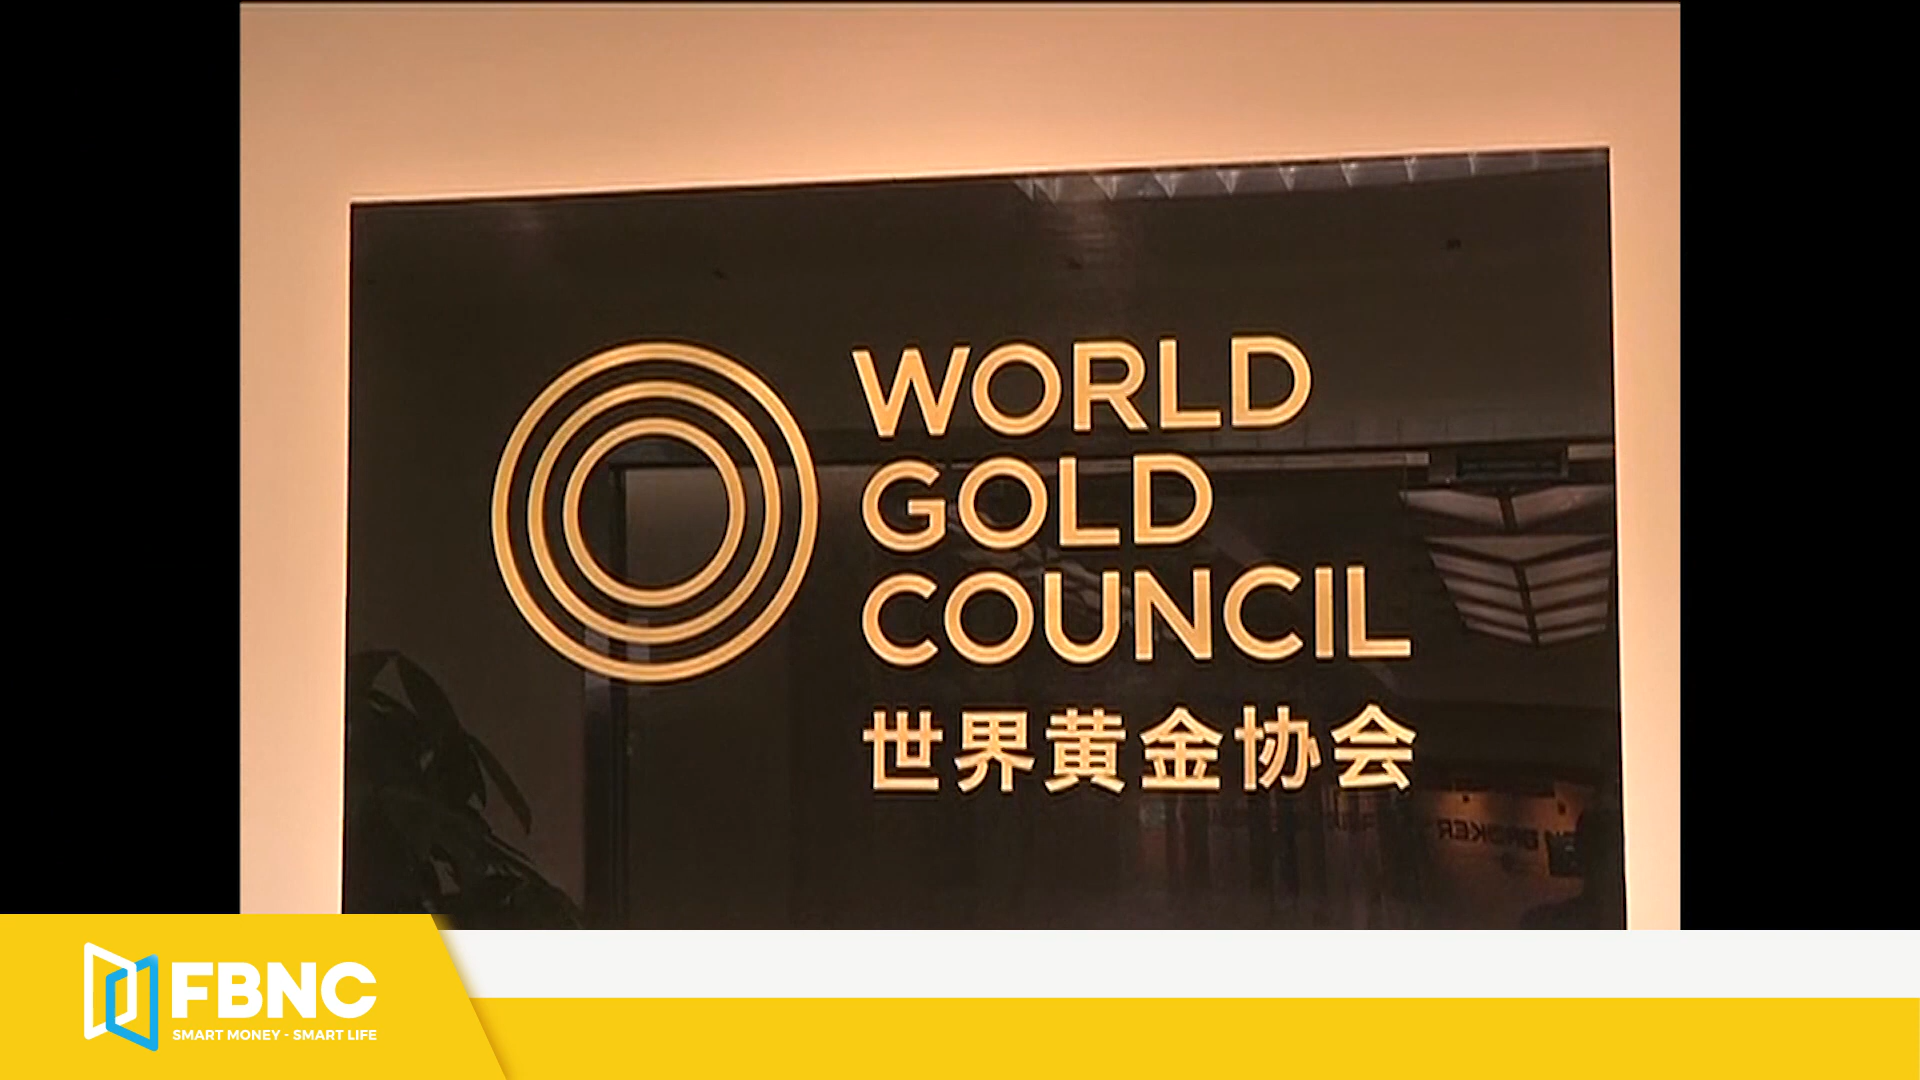 WORLD
GOLD
COUNCIL
世界黄金协会
FBNC
SMART MONEY - SMART LIFE